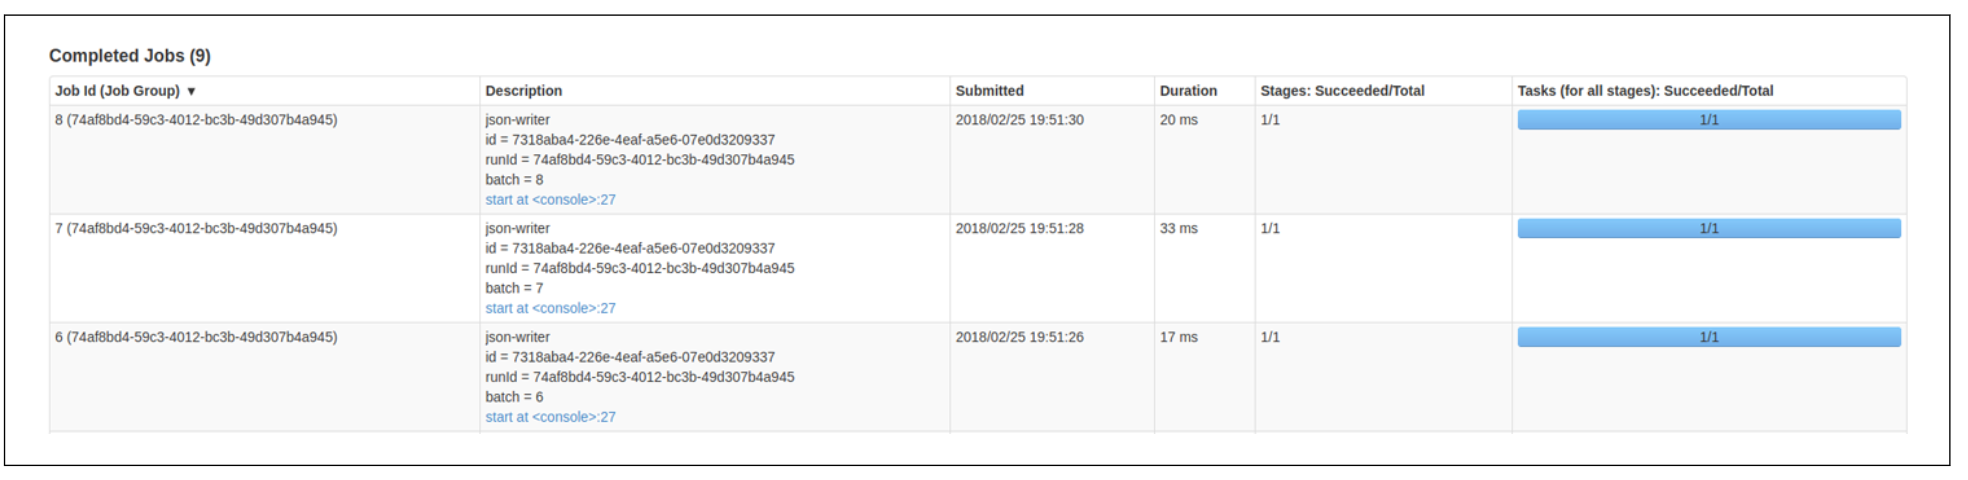 Completed Jobs (9)
Job Id (Job Group) ▼ Description Submitted Duration Stages: Succeeded/Total Tasks (for all stages): Succeeded/Total
8 (74af8bd4-59c3-4012-bc3b-49d307b4a945) json-writer 2018/02/25 19:51:30 20 ms 1/1 1/1
id = 7318aba4-226e-4eaf-a5e6-07e0d3209337
runId = 74af8bd4-59c3-4012-bc3b-49d307b4a945
batch = 8
start at <console>:27
7 (74af8bd4-59c3-4012-bc3b-49d307b4a945) json-writer 2018/02/25 19:51:28 33 ms 1/1 1/1
id = 7318aba4-226e-4eaf-a5e6-07e0d3209337
runId = 74af8bd4-59c3-4012-bc3b-49d307b4a945
batch = 7
start at <console>:27
6 (74af8bd4-59c3-4012-bc3b-49d307b4a945) json-writer 2018/02/25 19:51:26 17 ms 1/1 1/1
id = 7318aba4-226e-4eaf-a5e6-07e0d3209337
runId = 74af8bd4-59c3-4012-bc3b-49d307b4a945
batch = 6
start at <console>:27